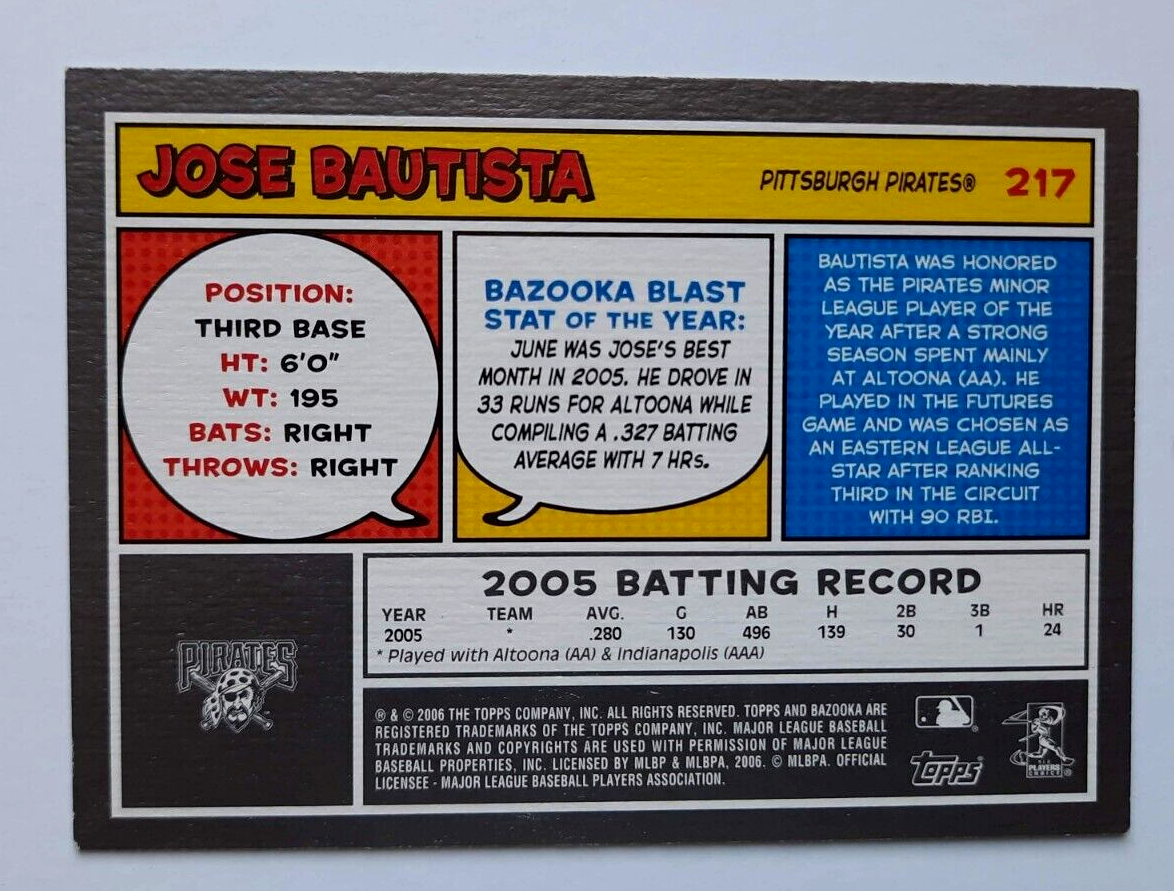 JOSE BAUTISTA
PITTSBURGH PIRATES® 217
POSITION:
THIRD BASE
HT: 6'0"
WT: 195
BATS: RIGHT
THROWS: RIGHT
BAZOOKA BLAST
STAT OF THE YEAR:
JUNE WAS JOSE'S BEST
MONTH IN 2005. HE DROVE IN
33 RUNS FOR ALTOONA WHILE
COMPILING A .327 BATTING
AVERAGE WITH 7 HRs.
BAUTISTA WAS HONORED
AS THE PIRATES MINOR
LEAGUE PLAYER OF THE
YEAR AFTER A STRONG
SEASON SPENT MAINLY
AT ALTOONA (AA). HE
PLAYED IN THE FUTURES
GAME AND WAS CHOSEN AS
AN EASTERN LEAGUE ALL-
STAR AFTER RANKING
THIRD IN THE CIRCUIT
WITH 90 RBI.
2005 BATTING RECORD
YEAR TEAM AVG. G AB H 2B 3B HR
2005 * .280 130 496 139 30 1 24
* Played with Altoona (AA) & Indianapolis (AAA)
PIRATES
® & © 2006 THE TOPPS COMPANY, INC. ALL RIGHTS RESERVED. TOPPS AND BAZOOKA ARE
REGISTERED TRADEMARKS OF THE TOPPS COMPANY, INC. MAJOR LEAGUE BASEBALL
TRADEMARKS AND COPYRIGHTS ARE USED WITH PERMISSION OF MAJOR LEAGUE
BASEBALL PROPERTIES, INC. LICENSED BY MLBP & MLBPA, 2006. © MLBPA. OFFICIAL
LICENSEE - MAJOR LEAGUE BASEBALL PLAYERS ASSOCIATION.
topps
PLAYERS
CHOICE